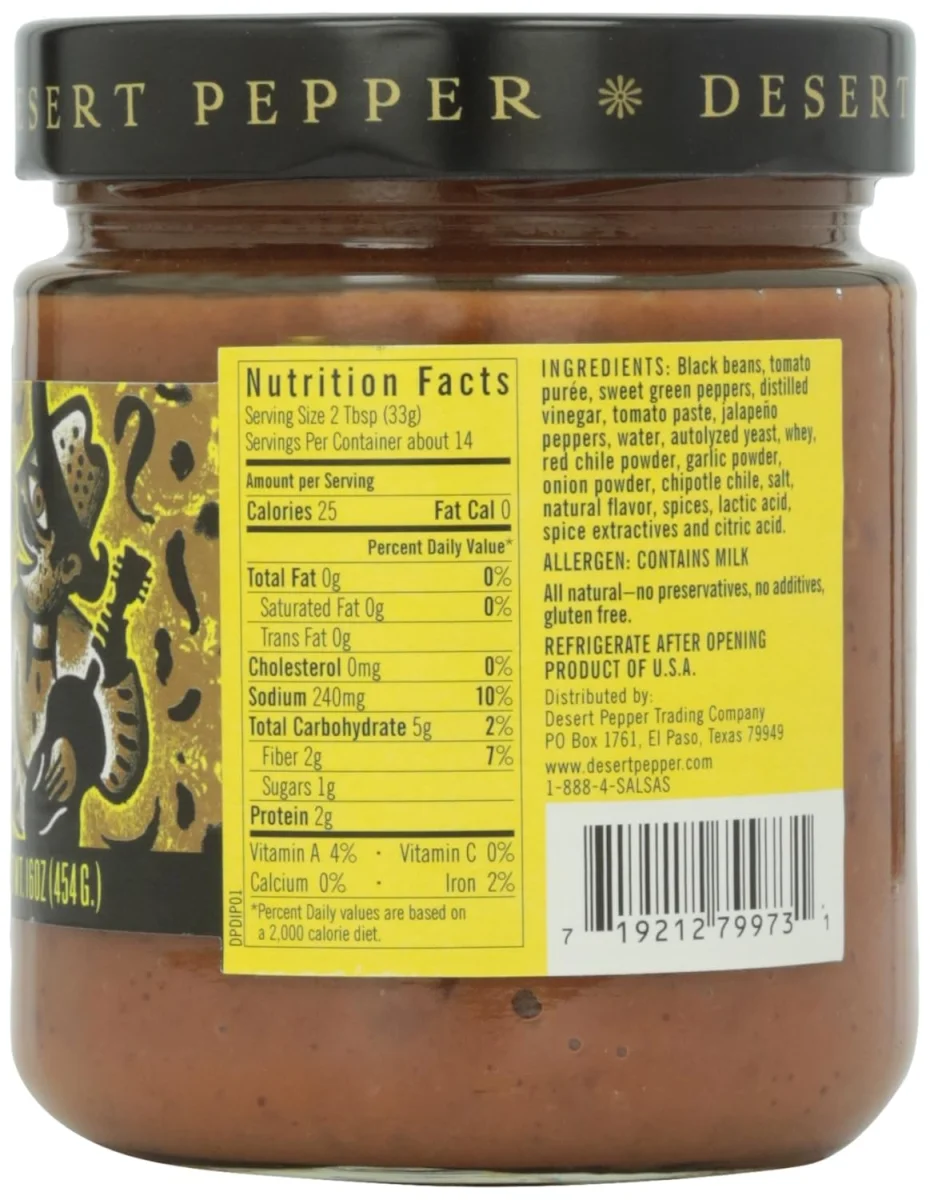 SERT PEPPER DESERT
Nutrition Facts
Serving Size 2 Tbsp (33g)
Servings Per Container about 14
Amount per Serving
Calories 25 Fat Cal 0
Percent Daily Value*
Total Fat 0g 0%
Saturated Fat 0g 0%
Trans Fat 0g
Cholesterol 0mg 0%
Sodium 240mg 10%
Total Carbohydrate 5g 2%
Fiber 2g 7%
Sugars 1g
Protein 2g
Vitamin A 4% · Vitamin C 0%
Calcium 0% · Iron 2%
*Percent Daily values are based on
a 2,000 calorie diet.
DPDIP01
INGREDIENTS: Black beans, tomato
purée, sweet green peppers, distilled
vinegar, tomato paste, jalapeño
peppers, water, autolyzed yeast, whey,
red chile powder, garlic powder,
onion powder, chipotle chile, salt,
natural flavor, spices, lactic acid,
spice extractives and citric acid.
ALLERGEN: CONTAINS MILK
All natural—no preservatives, no additives,
gluten free.
REFRIGERATE AFTER OPENING
PRODUCT OF U.S.A.
Distributed by:
Desert Pepper Trading Company
PO Box 1761, El Paso, Texas 79949
www.desertpepper.com
1-888-4-SALSAS
7 19212 79973 1
WT. 16OZ (454 G.)